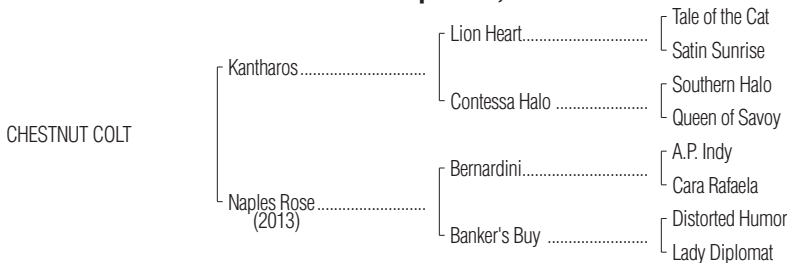 Tale of the Cat
Lion Heart
Satin Sunrise
Kantharos
Southern Halo
Contessa Halo
Queen of Savoy
CHESTNUT COLT
A.P. Indy
Bernardini
Cara Rafaela
Naples Rose
(2013)
Distorted Humor
Banker's Buy
Lady Diplomat